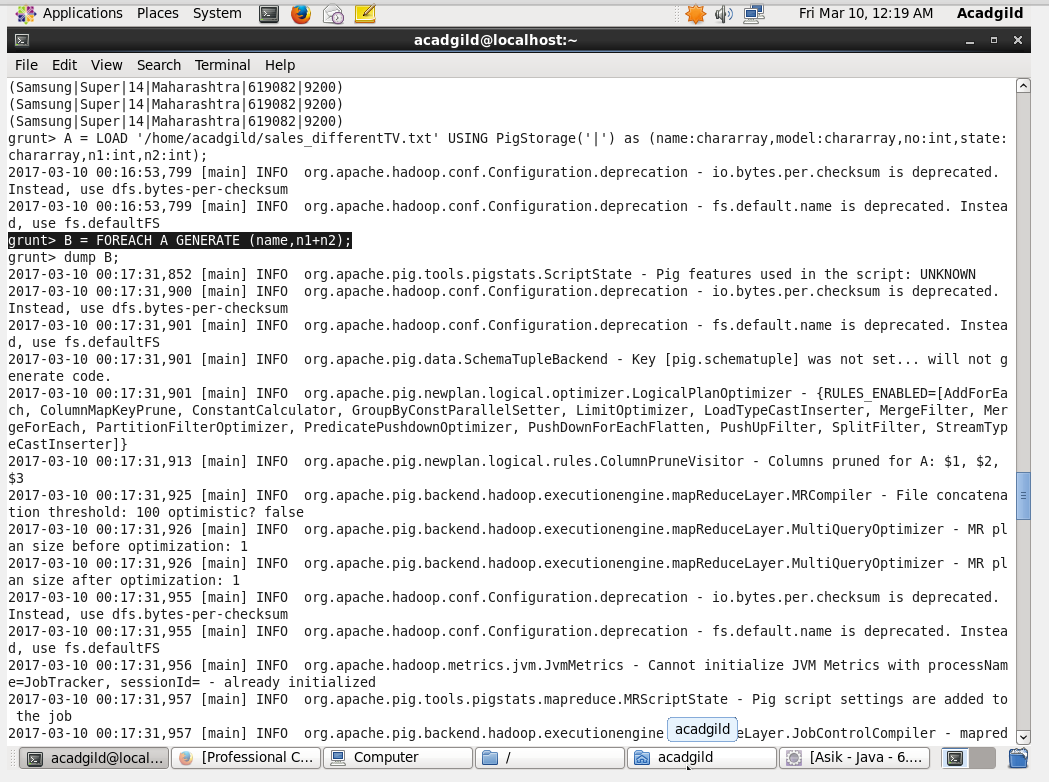 Applications Places System Fri Mar 10, 12:19 AM Acadgild
acadgild@localhost:~
File Edit View Search Terminal Help
(Samsung|Super|14|Maharashtra|619082|9200)
(Samsung|Super|14|Maharashtra|619082|9200)
(Samsung|Super|14|Maharashtra|619082|9200)
grunt> A = LOAD '/home/acadgild/sales_differentTV.txt' USING PigStorage('|') as (name:chararray,model:chararray,no:int,state:
chararray,n1:int,n2:int);
2017-03-10 00:16:53,799 [main] INFO  org.apache.hadoop.conf.Configuration.deprecation - io.bytes.per.checksum is deprecated.
Instead, use dfs.bytes-per-checksum
2017-03-10 00:16:53,799 [main] INFO  org.apache.hadoop.conf.Configuration.deprecation - fs.default.name is deprecated. Instea
d, use fs.defaultFS
grunt> B = FOREACH A GENERATE (name,n1+n2);
grunt> dump B;
2017-03-10 00:17:31,852 [main] INFO  org.apache.pig.tools.pigstats.ScriptState - Pig features used in the script: UNKNOWN
2017-03-10 00:17:31,900 [main] INFO  org.apache.hadoop.conf.Configuration.deprecation - io.bytes.per.checksum is deprecated.
Instead, use dfs.bytes-per-checksum
2017-03-10 00:17:31,901 [main] INFO  org.apache.hadoop.conf.Configuration.deprecation - fs.default.name is deprecated. Instea
d, use fs.defaultFS
2017-03-10 00:17:31,901 [main] INFO  org.apache.pig.data.SchemaTupleBackend - Key [pig.schematuple] was not set... will not g
enerate code.
2017-03-10 00:17:31,901 [main] INFO  org.apache.pig.newplan.logical.optimizer.LogicalPlanOptimizer - {RULES_ENABLED=[AddForEa
ch, ColumnMapKeyPrune, ConstantCalculator, GroupByConstParallelSetter, LimitOptimizer, LoadTypeCastInserter, MergeFilter, Mer
geForEach, PartitionFilterOptimizer, PredicatePushdownOptimizer, PushDownForEachFlatten, PushUpFilter, SplitFilter, StreamTyp
eCastInserter]}
2017-03-10 00:17:31,913 [main] INFO  org.apache.pig.newplan.logical.rules.ColumnPruneVisitor - Columns pruned for A: $1, $2,
$3
2017-03-10 00:17:31,925 [main] INFO  org.apache.pig.backend.hadoop.executionengine.mapReduceLayer.MRCompiler - File concatena
tion threshold: 100 optimistic? false
2017-03-10 00:17:31,926 [main] INFO  org.apache.pig.backend.hadoop.executionengine.mapReduceLayer.MultiQueryOptimizer - MR pl
an size before optimization: 1
2017-03-10 00:17:31,926 [main] INFO  org.apache.pig.backend.hadoop.executionengine.mapReduceLayer.MultiQueryOptimizer - MR pl
an size after optimization: 1
2017-03-10 00:17:31,955 [main] INFO  org.apache.hadoop.conf.Configuration.deprecation - io.bytes.per.checksum is deprecated.
Instead, use dfs.bytes-per-checksum
2017-03-10 00:17:31,955 [main] INFO  org.apache.hadoop.conf.Configuration.deprecation - fs.default.name is deprecated. Instea
d, use fs.defaultFS
2017-03-10 00:17:31,956 [main] INFO  org.apache.hadoop.metrics.jvm.JvmMetrics - Cannot initialize JVM Metrics with processNam
e=JobTracker, sessionId= - already initialized
2017-03-10 00:17:31,957 [main] INFO  org.apache.pig.tools.pigstats.mapreduce.MRScriptState - Pig script settings are added to
 the job
2017-03-10 00:17:31,957 [main] INFO  org.apache.pig.backend.hadoop.executionengine eLayer.JobControlCompiler - mapred
acadgild
acadgild@local... [Professional C... Computer / acadgild [Asik - Java - 6....